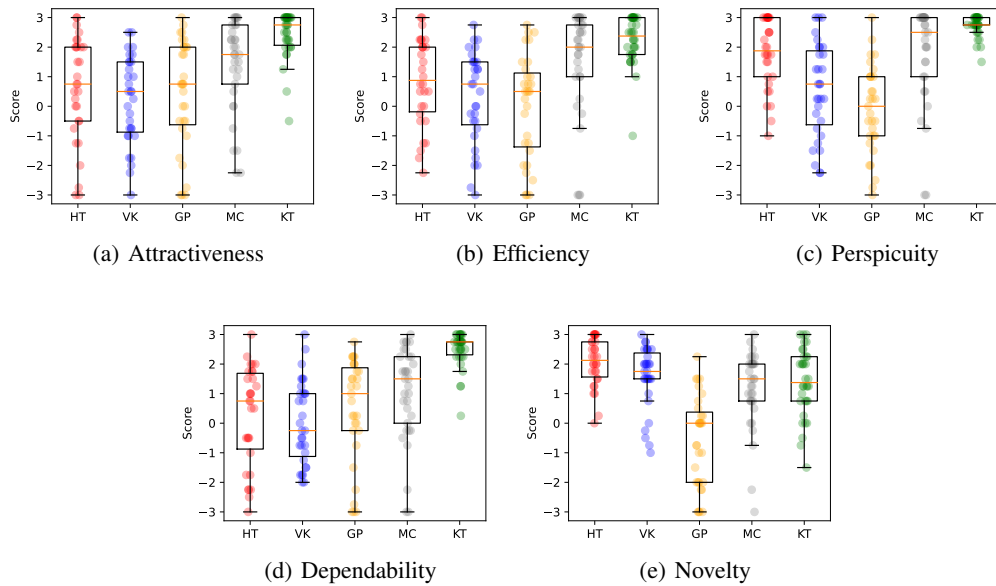 3
2
1
0
−1
−2
−3
Score
HT VK GP MC KT
(a) Attractiveness
3
2
1
0
−1
−2
−3
Score
HT VK GP MC KT
(b) Efficiency
3
2
1
0
−1
−2
−3
Score
HT VK GP MC KT
(c) Perspicuity
3
2
1
0
−1
−2
−3
Score
HT VK GP MC KT
(d) Dependability
3
2
1
0
−1
−2
−3
Score
HT VK GP MC KT
(e) Novelty